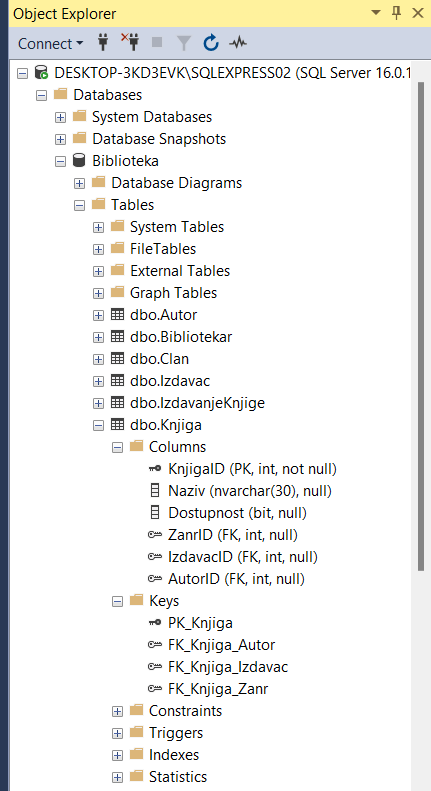 Object Explorer
Connect
DESKTOP-3KD3EVK\SQLEXPRESS02 (SQL Server 16.0.1
Databases
System Databases
Database Snapshots
Biblioteka
Database Diagrams
Tables
System Tables
FileTables
External Tables
Graph Tables
dbo.Autor
dbo.Bibliotekar
dbo.Clan
dbo.Izdavac
dbo.IzdavanjeKnjige
dbo.Knjiga
Columns
KnjigaID (PK, int, not null)
Naziv (nvarchar(30), null)
Dostupnost (bit, null)
ZanrID (FK, int, null)
IzdavacID (FK, int, null)
AutorID (FK, int, null)
Keys
PK_Knjiga
FK_Knjiga_Autor
FK_Knjiga_Izdavac
FK_Knjiga_Zanr
Constraints
Triggers
Indexes
Statistics